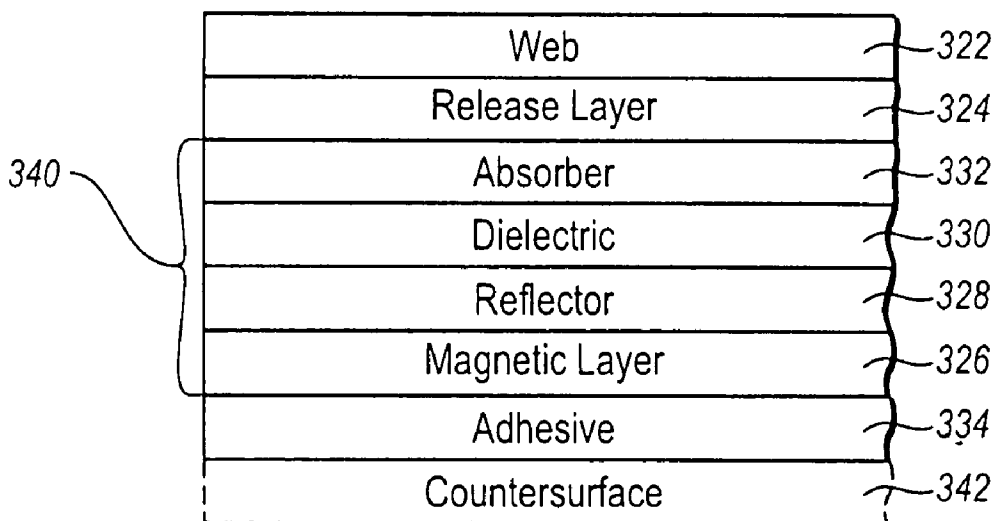 Web 322
Release Layer 324
340 Absorber 332
Dielectric 330
Reflector 328
Magnetic Layer 326
Adhesive 334
Countersurface 342